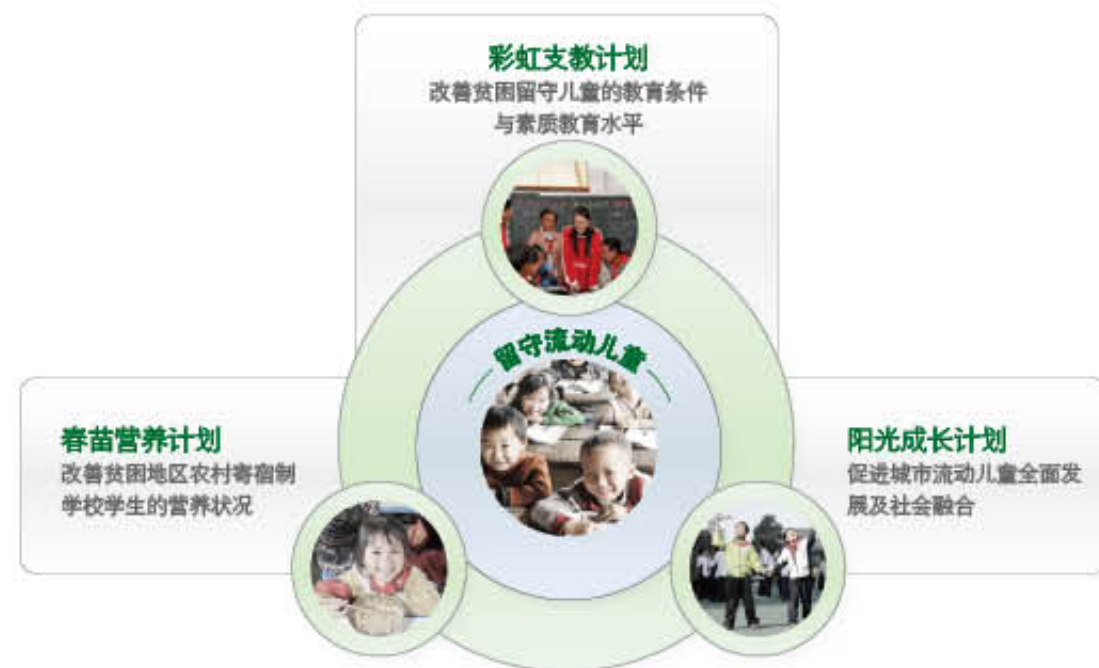 彩虹支教计划
改善贫困留守儿童的教育条件
与素质教育水平
留守流动儿童
春苗营养计划
改善贫困地区农村寄宿制
学校学生的营养状况
阳光成长计划
促进城市流动儿童全面发
展及社会融合